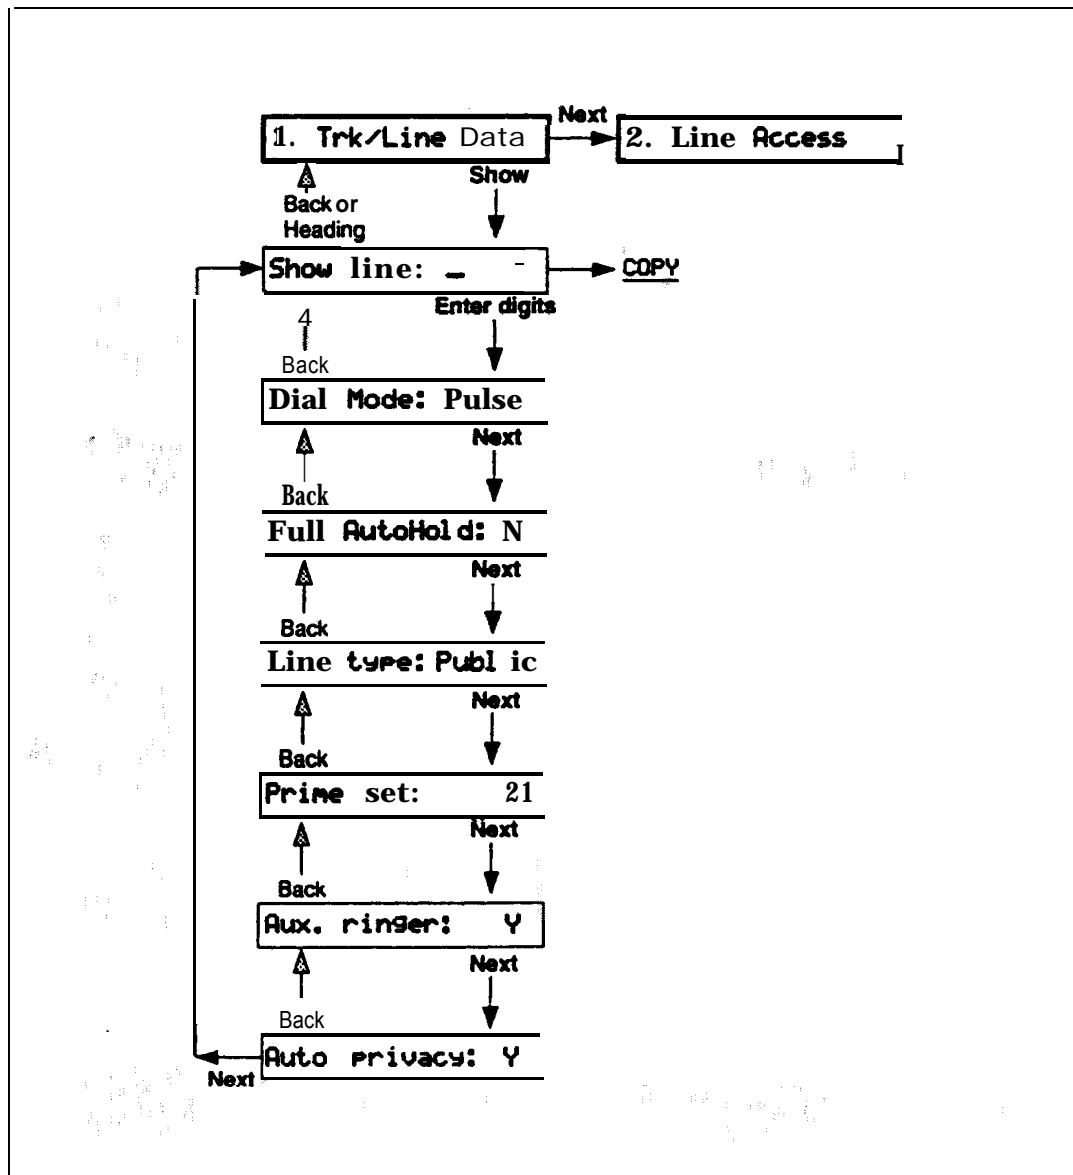 Next
1. Trk/Line Data
2. Line Access
I
Show
Back or
Heading
Show line: _ -
COPY
Enter digits
4
Back
Dial Mode: Pulse
Next
Back
Full AutoHold: N
Next
Back
Line type: Public
Next
Back
Prime set: 21
Next
Back
Aux. ringer: Y
Next
Back
Auto privacy: Y
Next